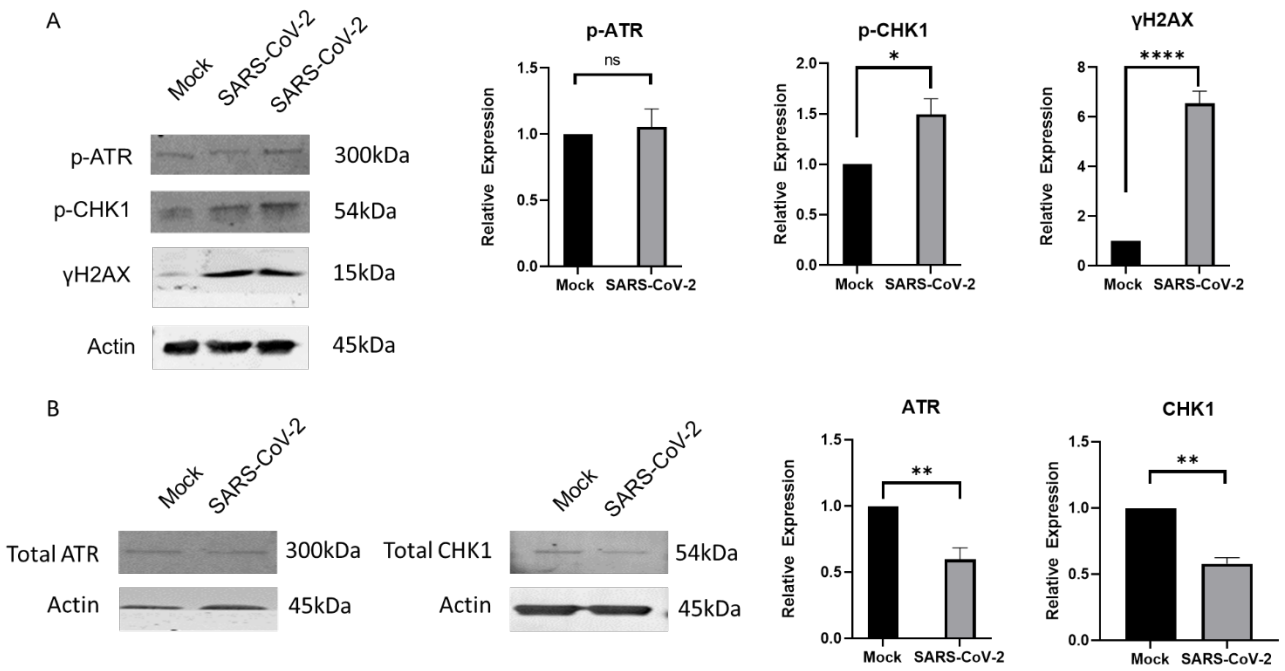 A
Mock
SARS-CoV-2
SARS-CoV-2
p-ATR
300kDa
p-CHK1
54kDa
γH2AX
15kDa
Actin
45kDa
p-ATR
ns
Relative Expression
1.5
1.0
0.5
0.0
Mock SARS-CoV-2
p-CHK1
*
Relative Expression
2.0
1.5
1.0
0.5
0.0
Mock SARS-CoV-2
γH2AX
****
Relative Expression
8
6
4
2
0
Mock SARS-CoV-2
B
Mock
SARS-CoV-2
Total ATR
300kDa
Actin
45kDa
Mock
SARS-CoV-2
Total CHK1
54kDa
Actin
45kDa
ATR
**
Relative Expression
1.5
1.0
0.5
0.0
Mock SARS-CoV-2
CHK1
**
Relative Expression
1.5
1.0
0.5
0.0
Mock SARS-CoV-2